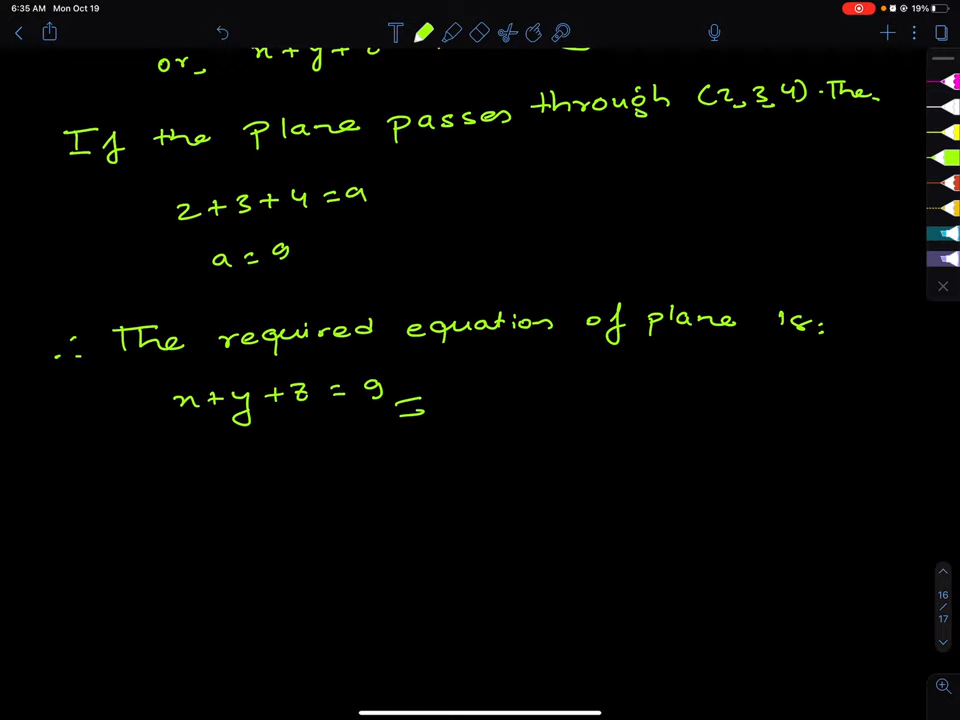 6:35 AM Mon Oct 19
19%
or, x + y + z
If the plane passes through (2,3,4). The
2 + 3 + 4 = a
a = 9
∴ The required equation of plane is:
x + y + z = 9
16
/
17